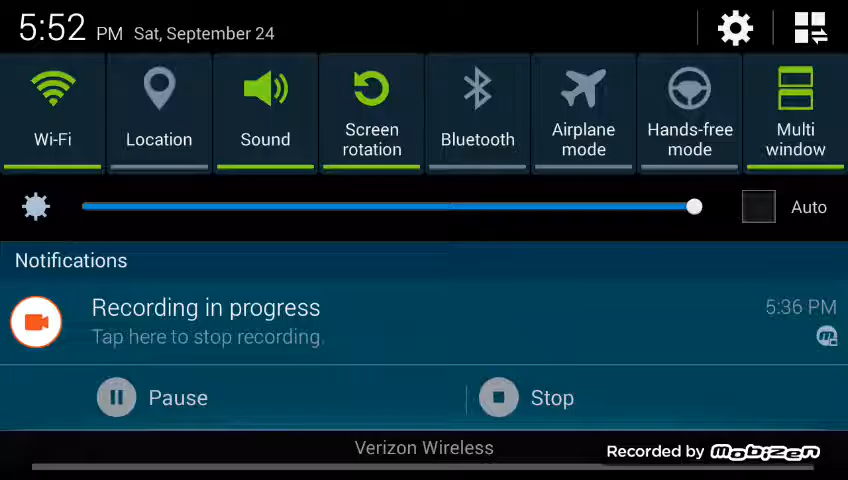 5:52 PM Sat, September 24
Wi-Fi
Location
Sound
Screen
rotation
Bluetooth
Airplane
mode
Hands-free
mode
Multi
window
Auto
Notifications
Recording in progress
5:36 PM
Tap here to stop recording.
Pause
Stop
Verizon Wireless
Recorded by Mobizen